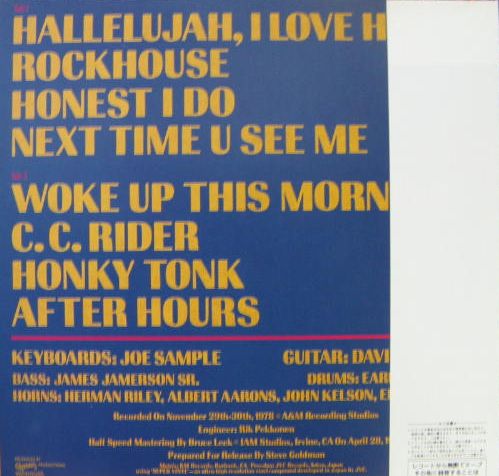 HALLELUJAH, I LOVE H
ROCKHOUSE
HONEST I DO
NEXT TIME U SEE ME
WOKE UP THIS MORN
C.C. RIDER
HONKY TONK
AFTER HOURS
KEYBOARDS: JOE SAMPLE GUITAR: DAVI
BASS: JAMES JAMERSON SR. DRUMS: EAR
HORNS: HERMAN RILEY, ALBERT AARONS, JOHN KELSON, E
Recorded On November 29th-30th, 1978 • A&M Recording Studios
Engineer: Rik Pekkonen
Half Speed Mastering By Bruce Leek • IAM Studios, Irvine, CA On April 28, 1
Prepared For Release By Steve Goldman